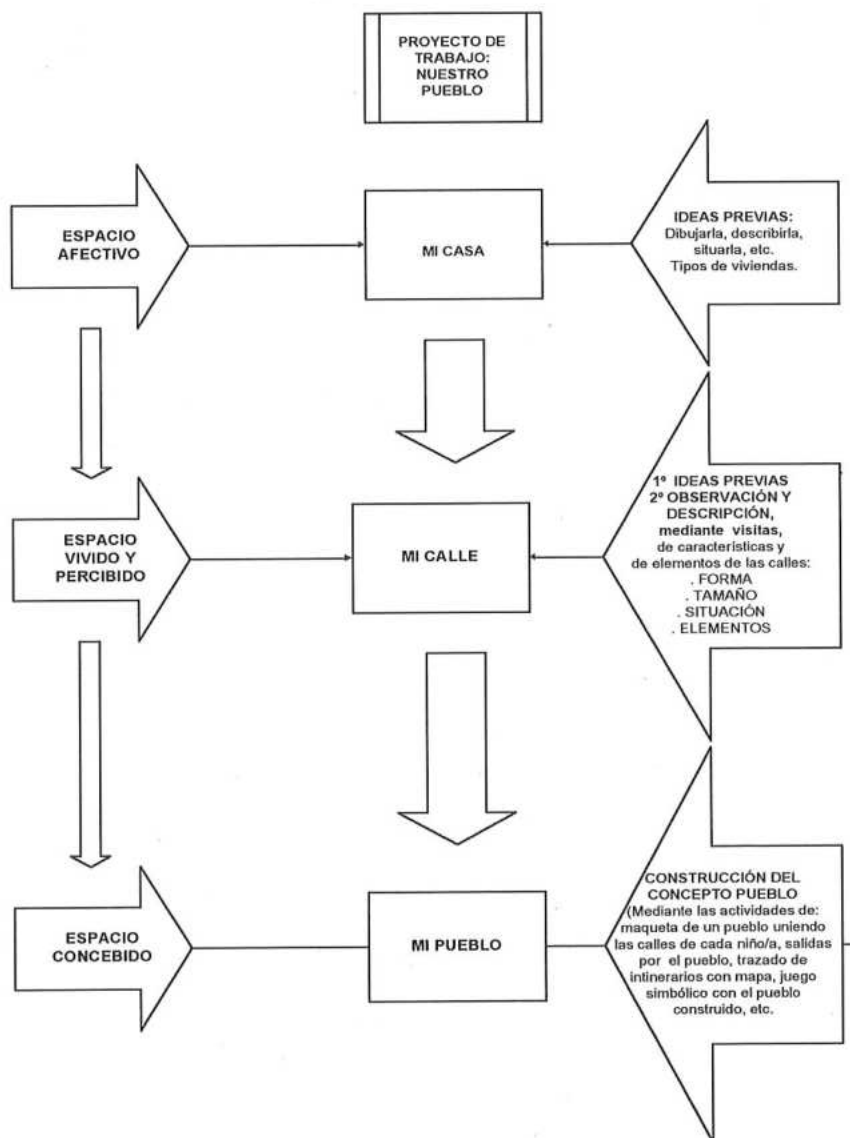 PROYECTO DE
TRABAJO:
NUESTRO
PUEBLO
ESPACIO
AFECTIVO
MI CASA
IDEAS PREVIAS:
Dibujarla, describirla,
situarla, etc.
Tipos de viviendas.
ESPACIO
VIVIDO Y
PERCIBIDO
MI CALLE
1º IDEAS PREVIAS
2º OBSERVACIÓN Y
DESCRIPCIÓN,
mediante visitas,
de características y
de elementos de las calles:
. FORMA
. TAMAÑO
. SITUACIÓN
. ELEMENTOS
ESPACIO
CONCEBIDO
MI PUEBLO
CONSTRUCCIÓN DEL
CONCEPTO PUEBLO
(Mediante las actividades de:
maqueta de un pueblo uniendo
las calles de cada niño/a, salidas
por el pueblo, trazado de
intinerarios con mapa, juego
simbólico con el pueblo
construido, etc.